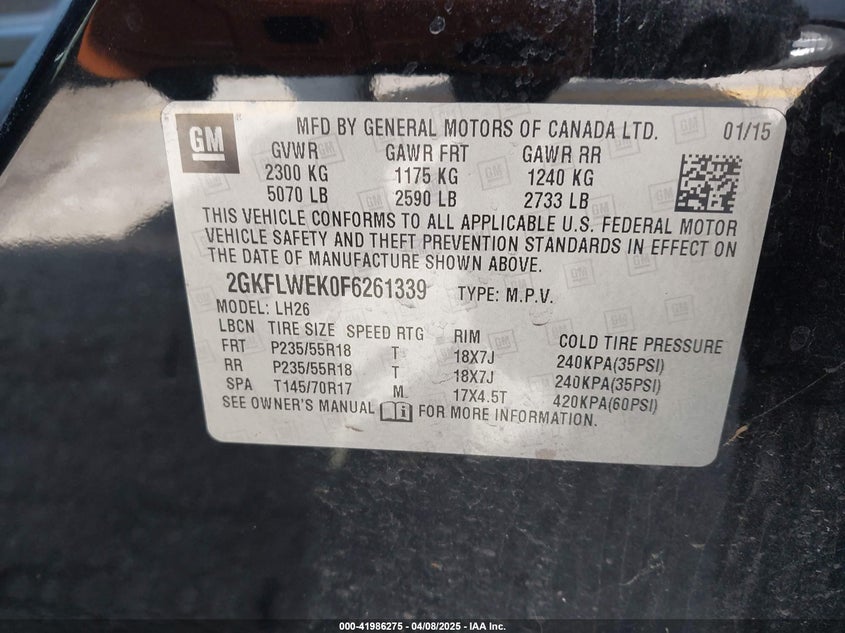 GM ® MFD BY GENERAL MOTORS OF CANADA LTD. 01/15
GVWR GAWR FRT GAWR RR
2300 KG 1175 KG 1240 KG
5070 LB 2590 LB 2733 LB
THIS VEHICLE CONFORMS TO ALL APPLICABLE U.S. FEDERAL MOTOR
VEHICLE SAFETY AND THEFT PREVENTION STANDARDS IN EFFECT ON
THE DATE OF MANUFACTURE SHOWN ABOVE.
2GKFLWEK0F6261339 TYPE: M.P.V.
MODEL: LH26
LBCN TIRE SIZE SPEED RTG RIM COLD TIRE PRESSURE
FRT P235/55R18 T 18X7J 240KPA(35PSI)
RR P235/55R18 T 18X7J 240KPA(35PSI)
SPA T145/70R17 M 17X4.5T 420KPA(60PSI)
SEE OWNER'S MANUAL FOR MORE INFORMATION.
000-41986275 - 04/08/2025 - IAA Inc.